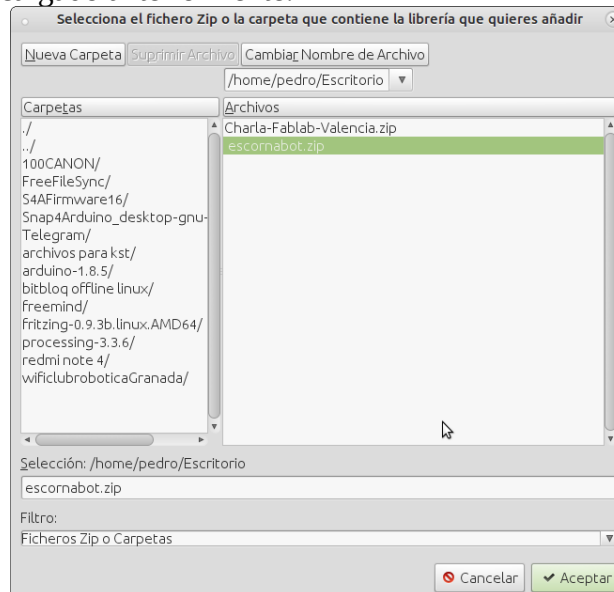 Selecciona el fichero Zip o la carpeta que contiene la librería que quieres añadir
Nueva Carpeta Suprimir Archivo Cambiar Nombre de Archivo
/home/pedro/Escritorio
Carpetas
./
../
100CANON/
FreeFileSync/
S4AFirmware16/
Snap4Arduino_desktop-gnu-
Telegram/
archivos para kst/
arduino-1.8.5/
bitbloq offline linux/
freemind/
fritzing-0.9.3b.linux.AMD64/
processing-3.3.6/
redmi note 4/
wificlubroboticaGranada/
Archivos
Charla-Fablab-Valencia.zip
escornabot.zip
Selección: /home/pedro/Escritorio
escornabot.zip
Filtro:
Ficheros Zip o Carpetas
Cancelar Aceptar